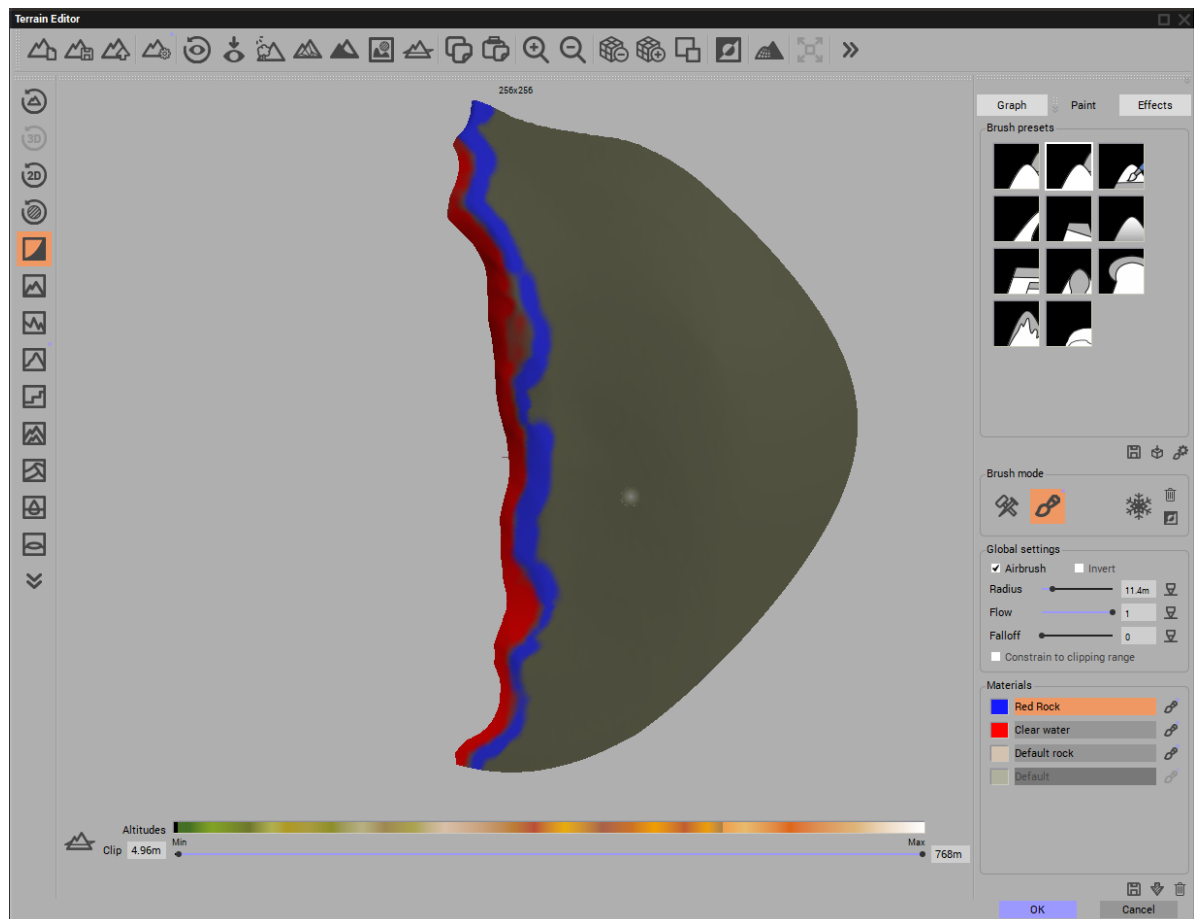 Terrain Editor
256x256
3D
2D
Graph
Paint
Effects
Brush presets
Brush mode
Global settings
Airbrush
Invert
Radius
11.4m
Flow
1
Falloff
0
Constrain to clipping range
Materials
Red Rock
Clear water
Default rock
Default
Altitudes
Min
Max
Clip
4.96m
768m
OK
Cancel